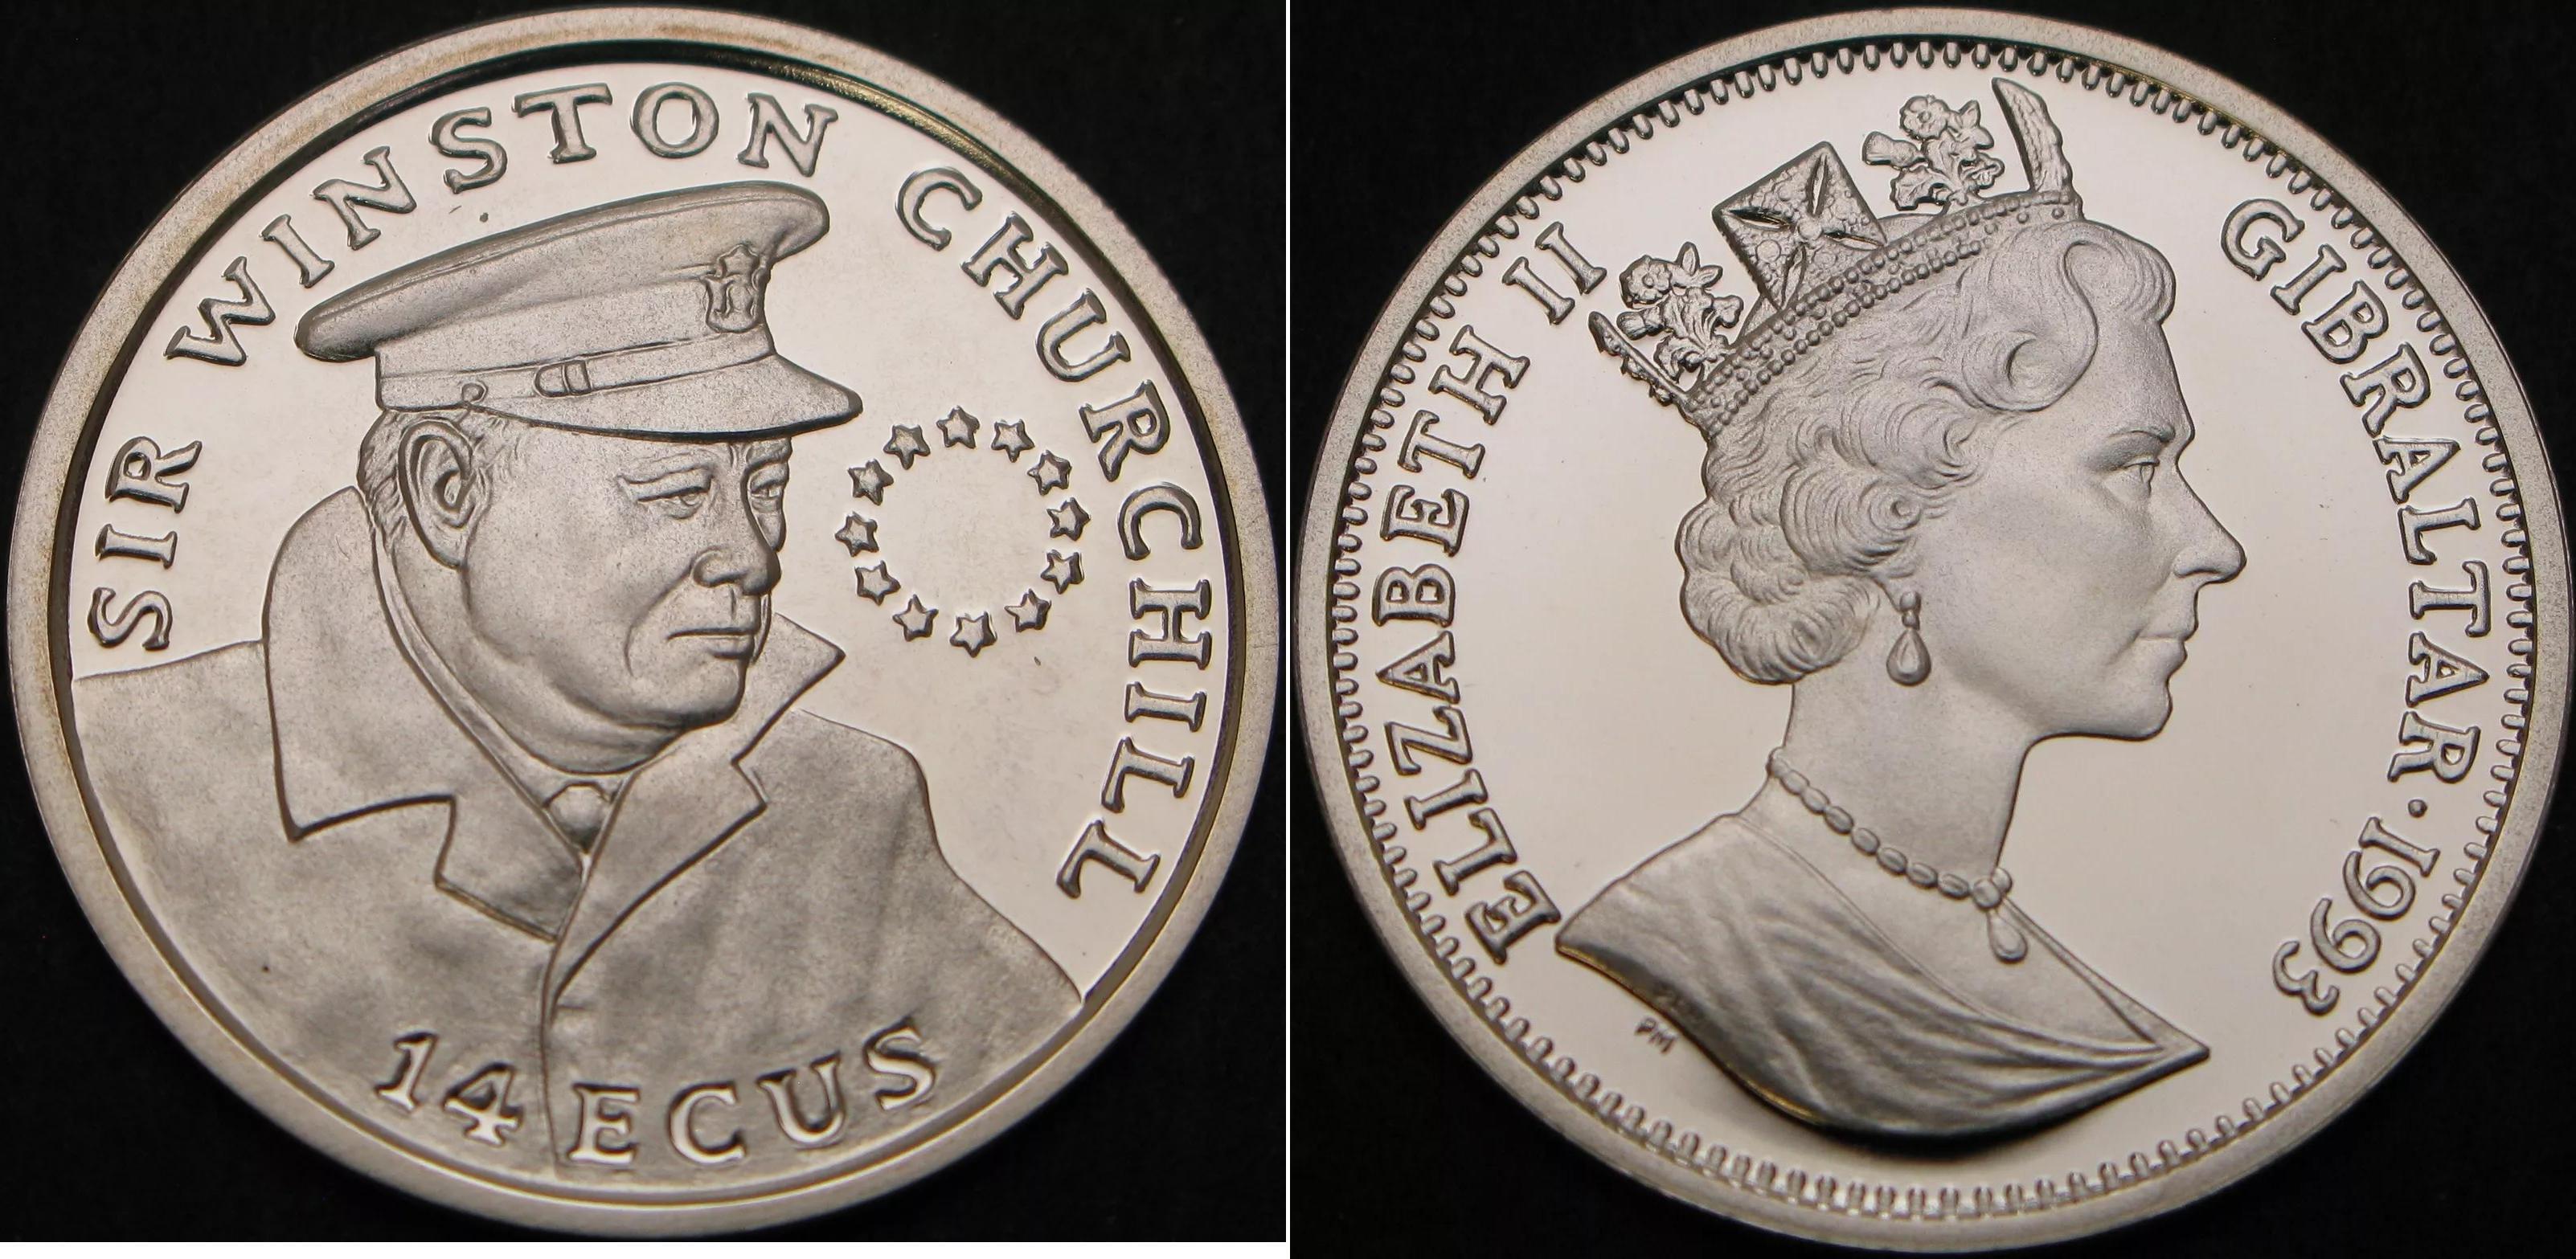 SIR WINSTON CHURCHILL
14 ECUS
ELIZABETH II GIBRALTAR · 1993
PM